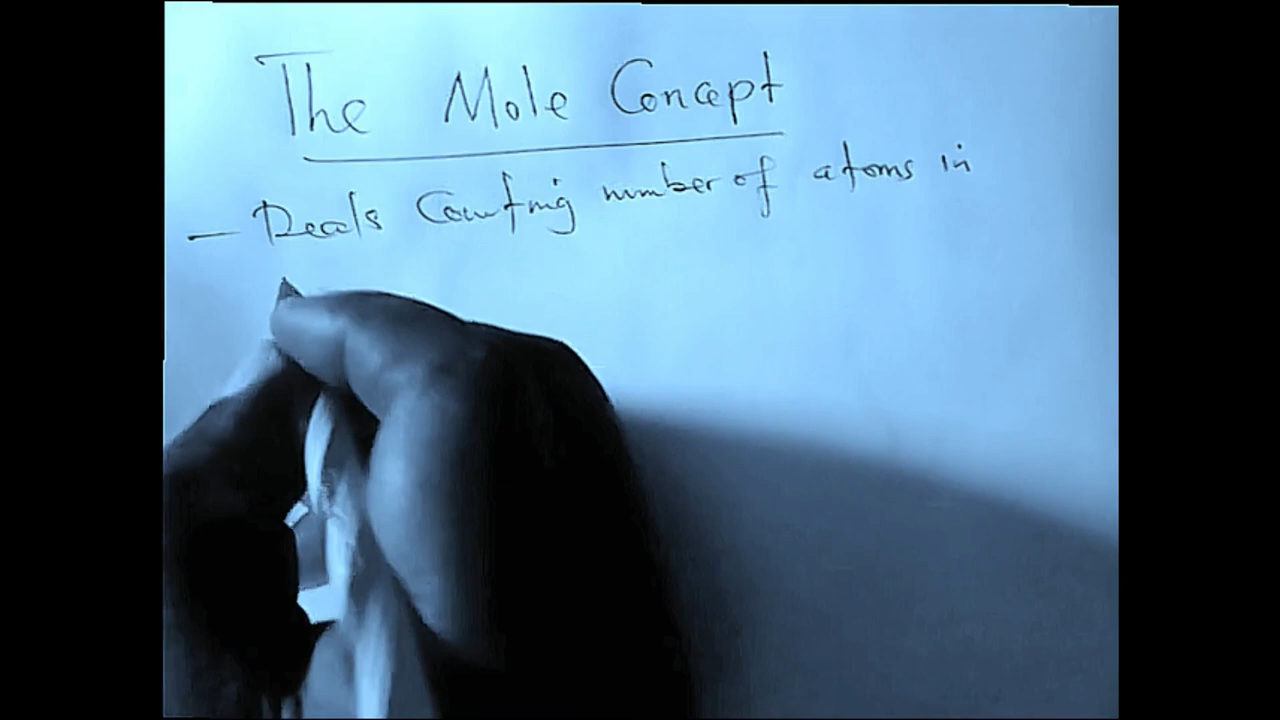 The Mole Concept
— Deals Counting number of atoms in